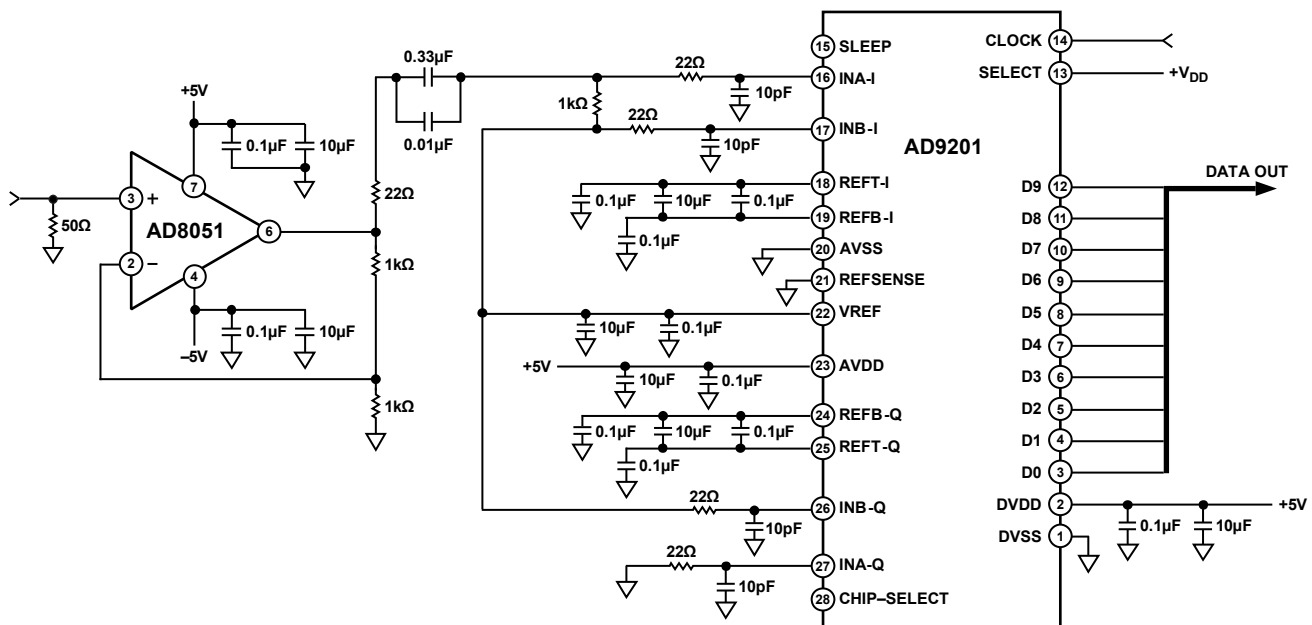 15 SLEEP
CLOCK 14
0.33µF
22Ω
16 INA-I
SELECT 13 +VDD
+5V
10pF
1kΩ
22Ω
0.01µF
17 INB-I
0.1µF 10µF
10pF
AD9201
7
DATA OUT
18 REFT-I
D9 12
22Ω
0.1µF 10µF 0.1µF
3 +
D8 11
50Ω
AD8051
6
19 REFB-I
0.1µF
D7 10
2 –
20 AVSS
4
1kΩ
21 REFSENSE
D6 9
22 VREF
D5 8
0.1µF 10µF
10µF 0.1µF
–5V
D4 7
+5V
23 AVDD
D3 6
10µF 0.1µF
1kΩ
24 REFB-Q
D2 5
0.1µF 10µF 0.1µF
25 REFT-Q
D1 4
0.1µF
D0 3
22Ω
26 INB-Q
DVDD 2 +5V
10pF
0.1µF 10µF
DVSS 1
22Ω
27 INA-Q
10pF
28 CHIP–SELECT